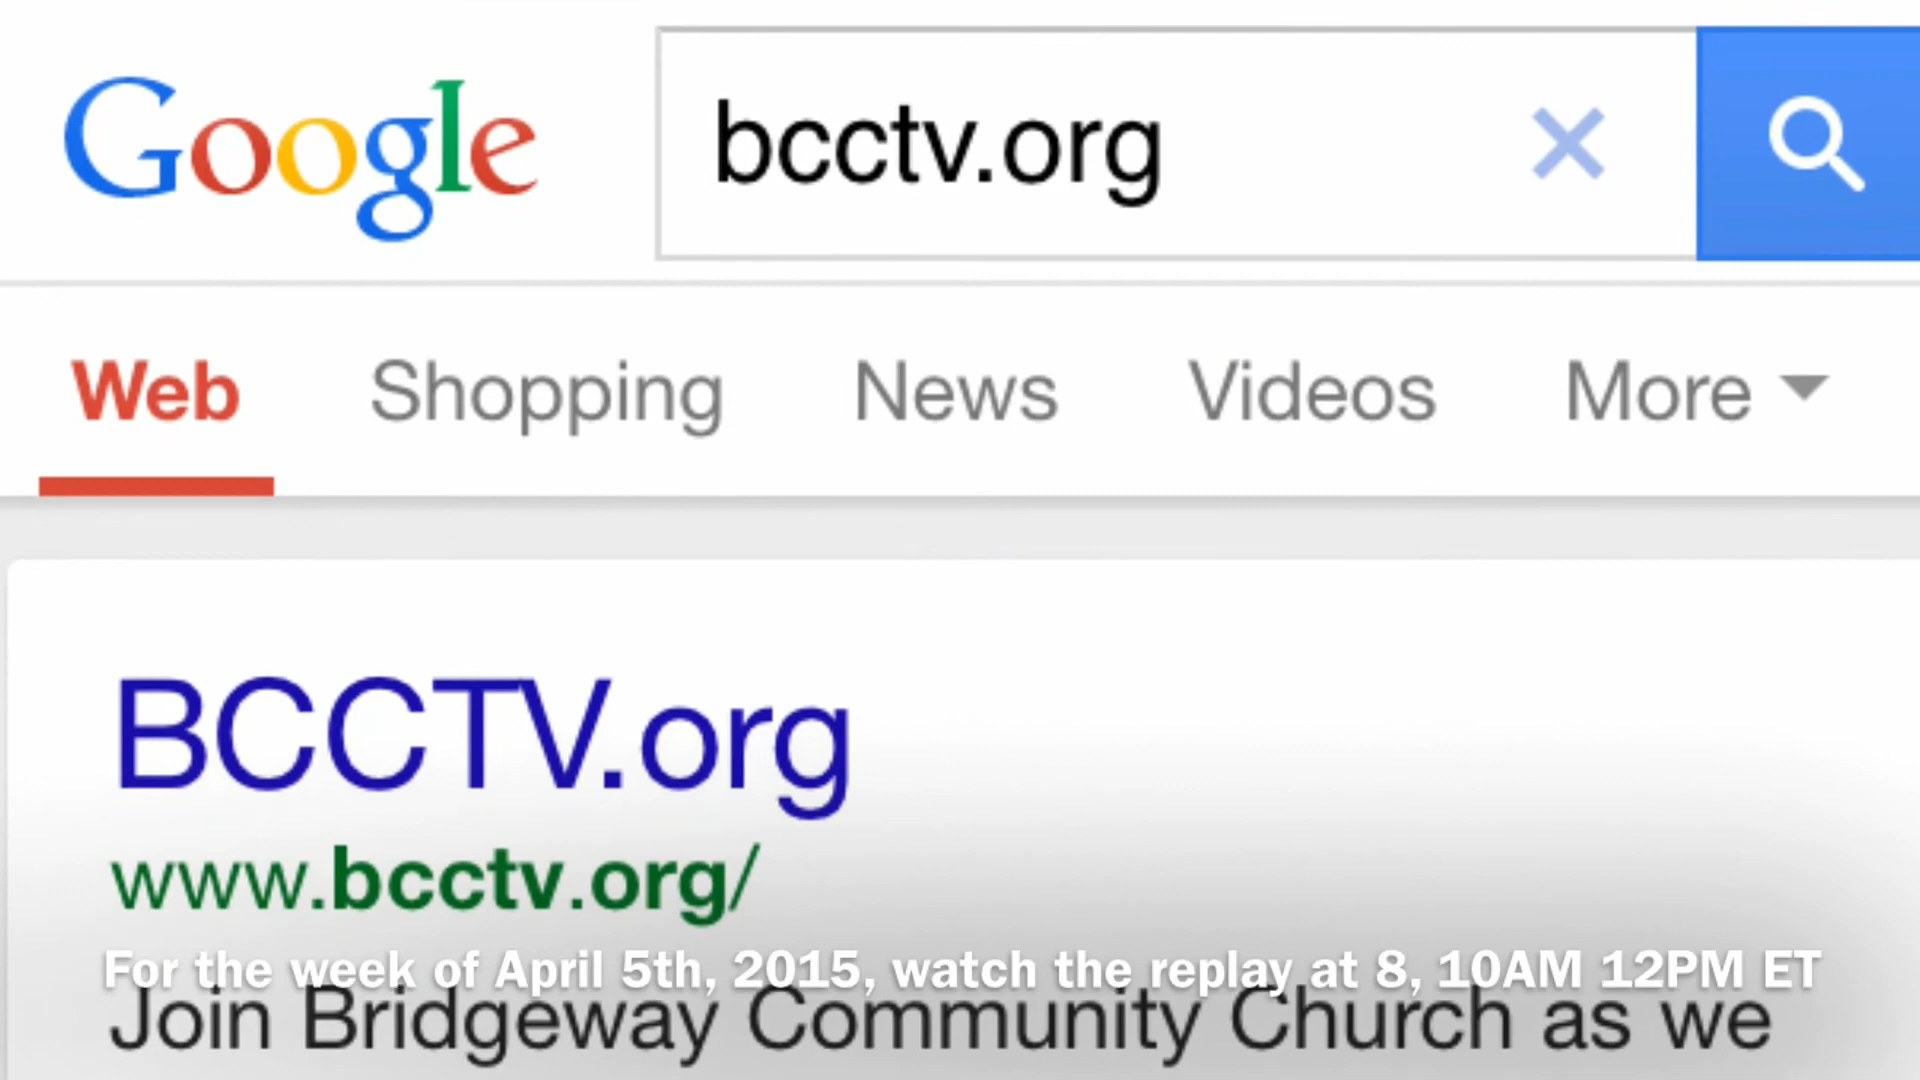 Google bcctv.org
Web Shopping News Videos More
BCCTV.org
www.bcctv.org/
For the week of April 5th, 2015, watch the replay at 8, 10AM 12PM ET
Join Bridgeway Community Church as we